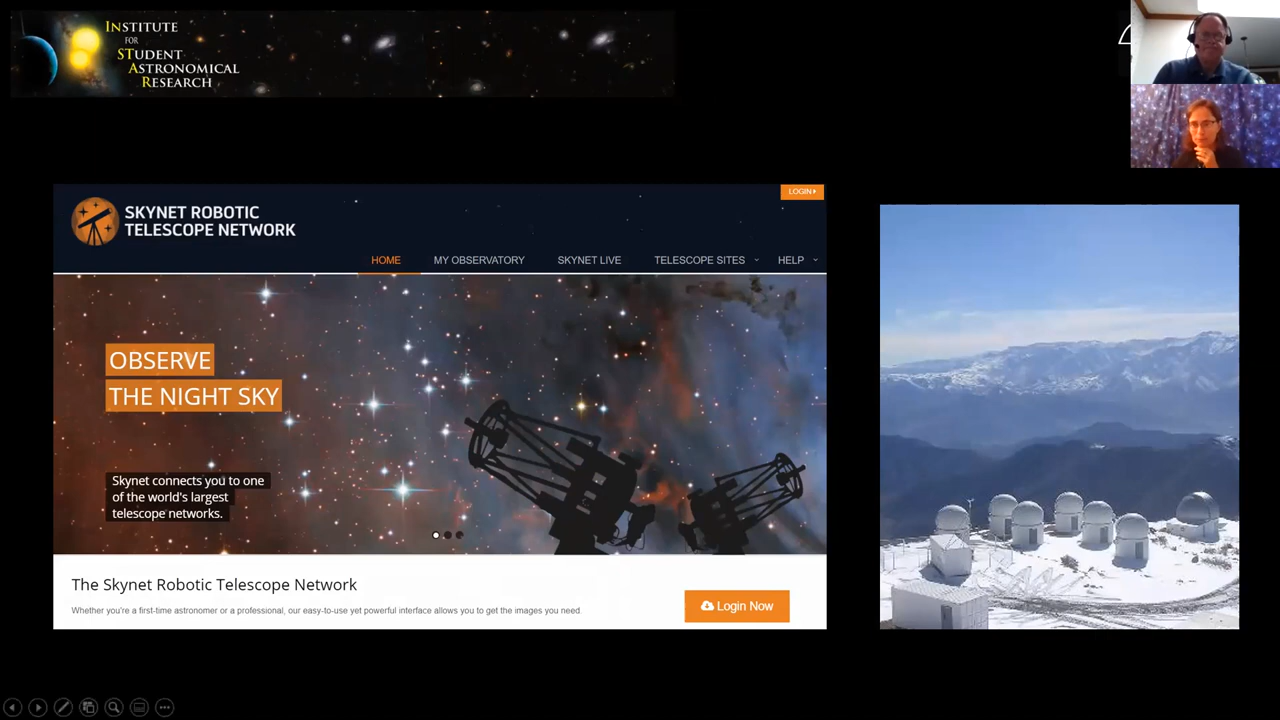 INSTITUTE
FOR
STUDENT
ASTRONOMICAL
RESEARCH
LOGIN
SKYNET ROBOTIC
TELESCOPE NETWORK
HOME MY OBSERVATORY SKYNET LIVE TELESCOPE SITES HELP
OBSERVE
THE NIGHT SKY
Skynet connects you to one
of the world's largest
telescope networks.
The Skynet Robotic Telescope Network
Whether you're a first-time astronomer or a professional, our easy-to-use yet powerful interface allows you to get the images you need.
Login Now